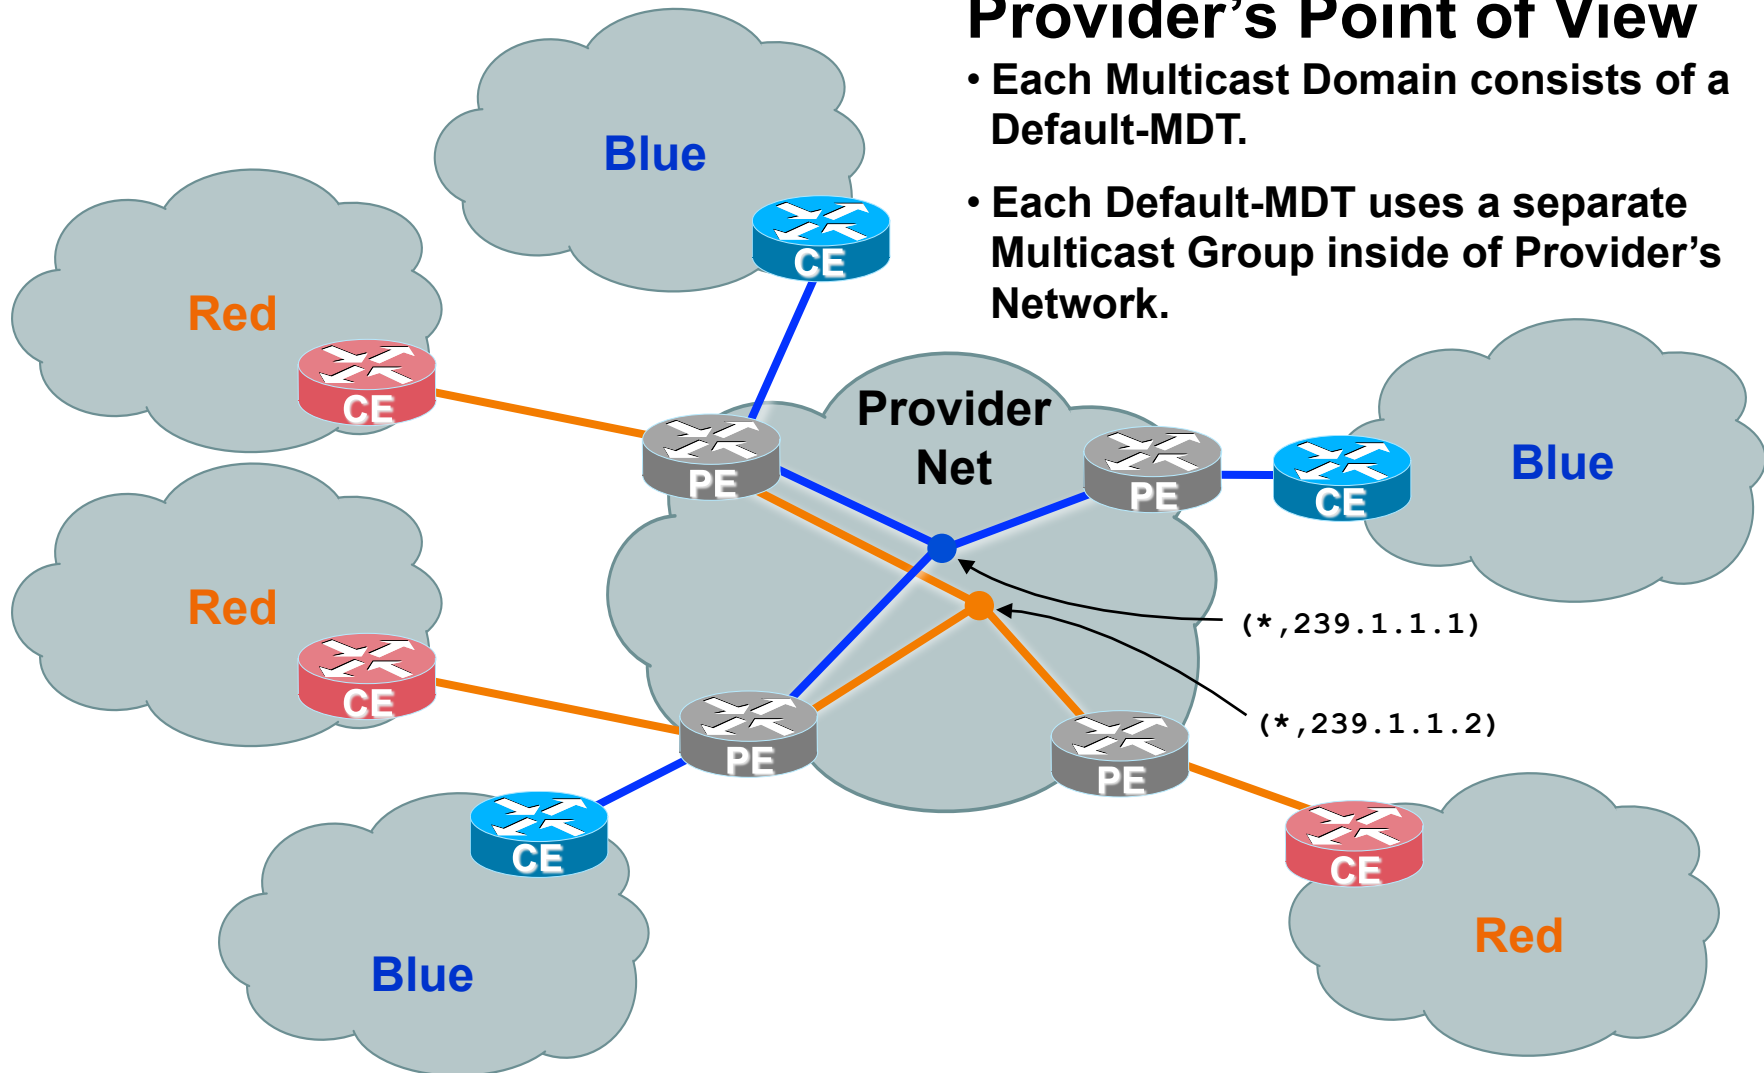 Provider’s Point of View
• Each Multicast Domain consists of a
Default-MDT.
• Each Default-MDT uses a separate
Multicast Group inside of Provider’s
Network.
Blue
CE
Red
CE
Provider
Net
PE
PE
CE
Blue
Red
CE
(*,239.1.1.1)
(*,239.1.1.2)
PE
PE
CE
Blue
CE
Red